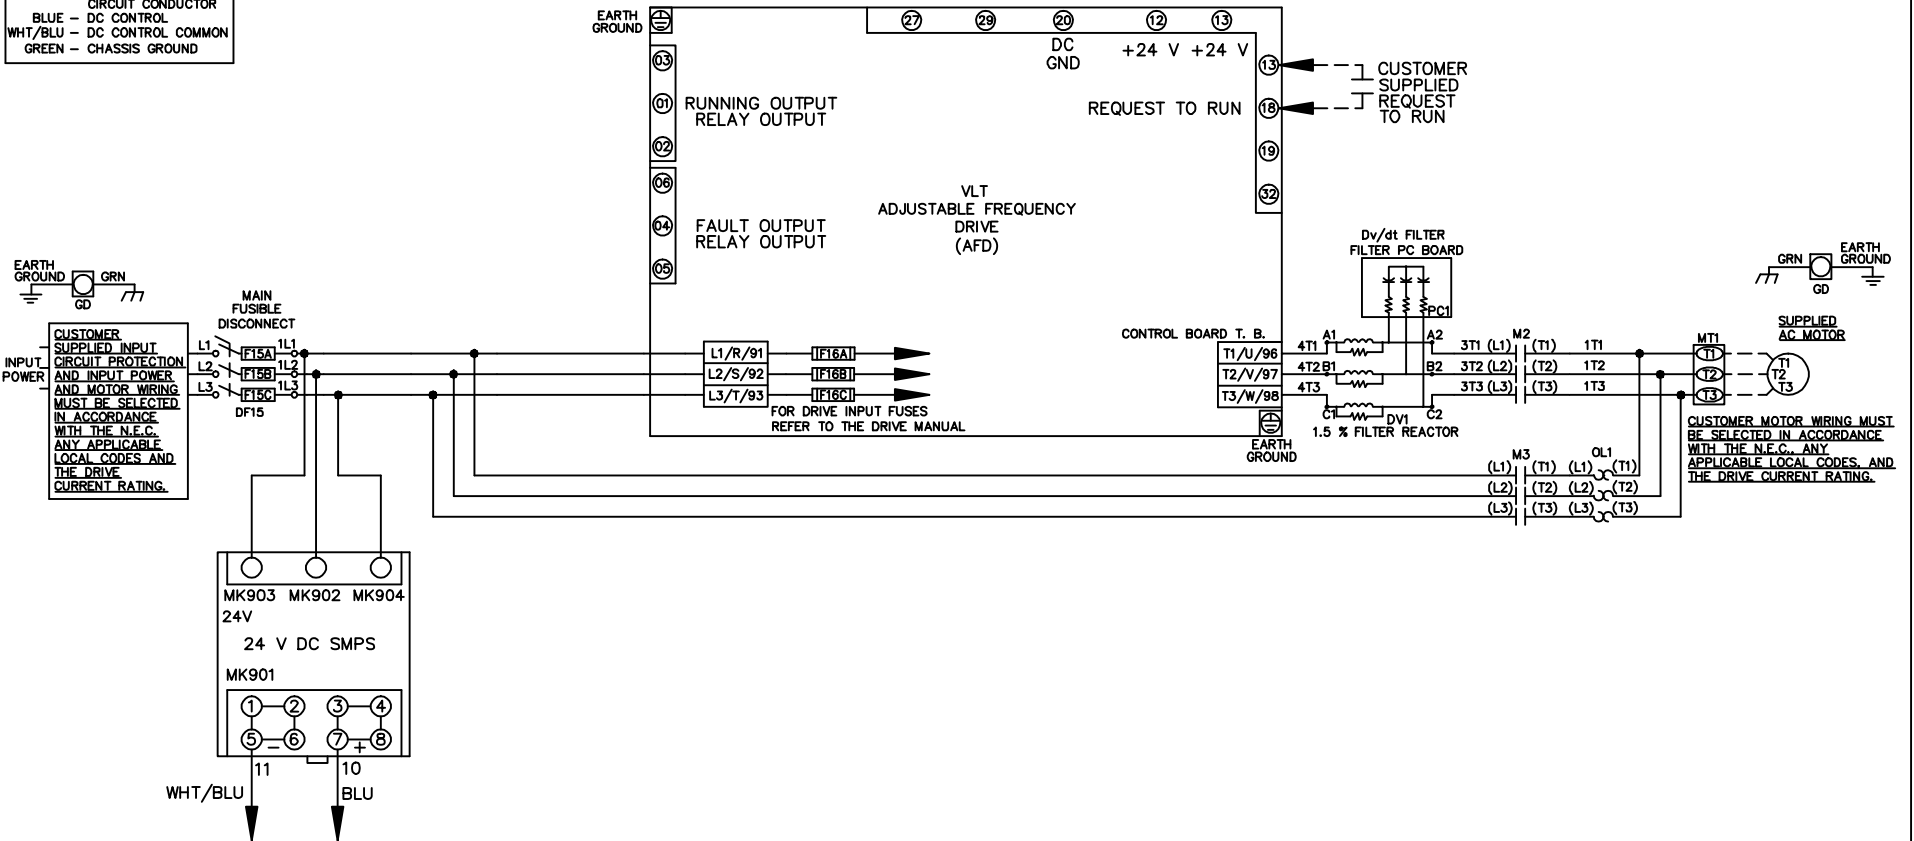 CIRCUIT CONDUCTOR
BLUE – DC CONTROL
WHT/BLU – DC CONTROL COMMON
GREEN – CHASSIS GROUND
EARTH
GROUND
27 29 20 12 13
DC
GND
+24 V +24 V
03
01
02
RUNNING OUTPUT
RELAY OUTPUT
06
04
05
FAULT OUTPUT
RELAY OUTPUT
13
18
19
32
REQUEST TO RUN
CUSTOMER
SUPPLIED
REQUEST
TO RUN
VLT
ADJUSTABLE FREQUENCY
DRIVE
(AFD)
Dv/dt FILTER
FILTER PC BOARD
PC1
EARTH
GROUND
GRN
GD
GRN
EARTH
GROUND
GD
MAIN
FUSIBLE
DISCONNECT
INPUT
POWER
CUSTOMER
SUPPLIED INPUT
CIRCUIT PROTECTION
AND INPUT POWER
AND MOTOR WIRING
MUST BE SELECTED
IN ACCORDANCE
WITH THE N.E.C.
ANY APPLICABLE
LOCAL CODES AND
THE DRIVE
CURRENT RATING.
L1 F15A 1L1
L2 F15B 1L2
L3 F15C 1L3
DF15
L1/R/91 F16A
L2/S/92 F16B
L3/T/93 F16C
FOR DRIVE INPUT FUSES
REFER TO THE DRIVE MANUAL
CONTROL BOARD T. B.
T1/U/96 4T1
T2/V/97 4T2
T3/W/98 4T3
EARTH
GROUND
A1 A2
B1 B2
C1 C2
DV1
1.5 % FILTER REACTOR
M2
3T1 (L1) (T1) 1T1
3T2 (L2) (T2) 1T2
3T3 (L3) (T3) 1T3
M3 OL1
(L1) (T1) (L1) (T1)
(L2) (T2) (L2) (T2)
(L3) (T3) (L3) (T3)
MT1
T1
T2
T3
SUPPLIED
AC MOTOR
T1
T2
T3
CUSTOMER MOTOR WIRING MUST
BE SELECTED IN ACCORDANCE
WITH THE N.E.C., ANY
APPLICABLE LOCAL CODES, AND
THE DRIVE CURRENT RATING.
MK903 MK902 MK904
24V
24 V DC SMPS
MK901
1 2 3 4
5 – 6 7 + 8
11 10
WHT/BLU BLU